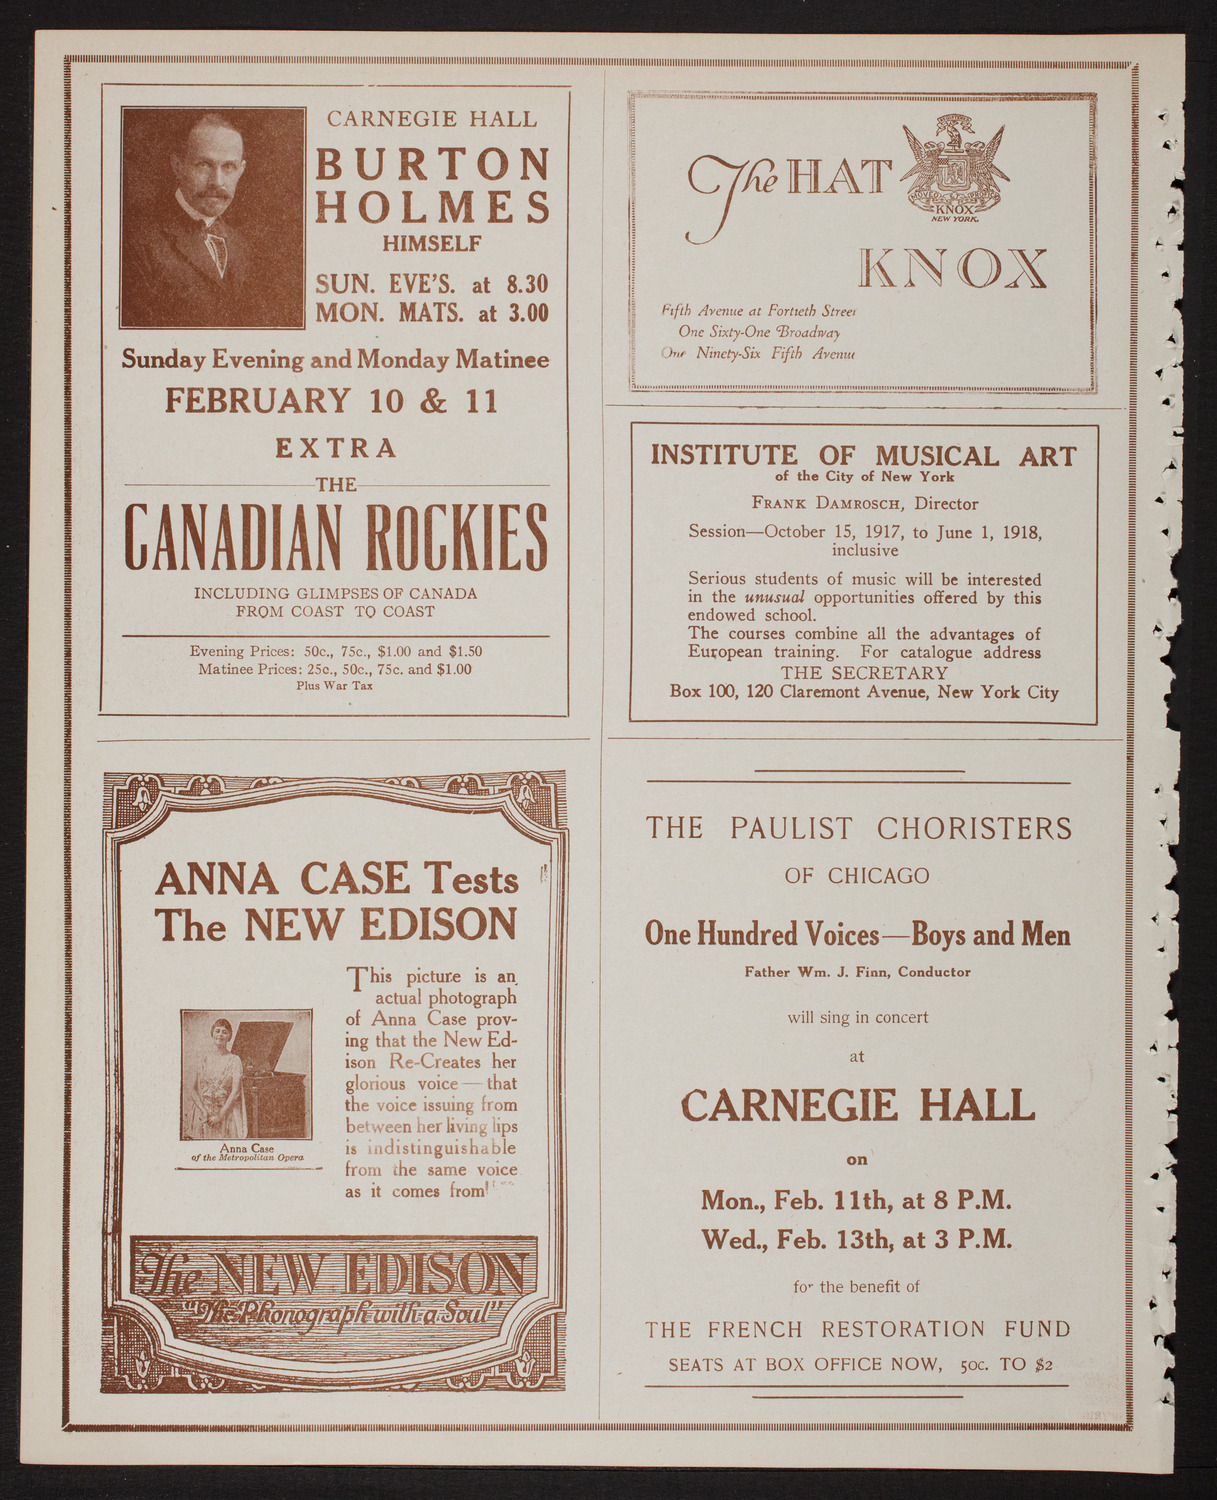 CARNEGIE HALL
BURTON
HOLMES
HIMSELF
SUN. EVE'S. at 8.30
MON. MATS. at 3.00
Sunday Evening and Monday Matinee
FEBRUARY 10 & 11
EXTRA
THE
CANADIAN ROCKIES
INCLUDING GLIMPSES OF CANADA
FROM COAST TO COAST
Evening Prices: 50c., 75c., $1.00 and $1.50
Matinee Prices: 25c., 50c., 75c. and $1.00
Plus War Tax
ANNA CASE Tests
The NEW EDISON
This picture is an
actual photograph
of Anna Case prov-
ing that the New Ed-
ison Re-Creates her
glorious voice—that
the voice issuing from
between her living lips
is indistinguishable
from the same voice
as it comes from
Anna Case
of the Metropolitan Opera
The NEW EDISON
"The Phonograph with a Soul"
The HAT
KNOX
NEW YORK.
KNOX
Fifth Avenue at Fortieth Street
One Sixty-One Broadway
One Ninety-Six Fifth Avenue
INSTITUTE OF MUSICAL ART
of the City of New York
FRANK DAMROSCH, Director
Session—October 15, 1917, to June 1, 1918,
inclusive
Serious students of music will be interested
in the unusual opportunities offered by this
endowed school.
The courses combine all the advantages of
European training. For catalogue address
THE SECRETARY
Box 100, 120 Claremont Avenue, New York City
THE PAULIST CHORISTERS
OF CHICAGO
One Hundred Voices—Boys and Men
Father Wm. J. Finn, Conductor
will sing in concert
at
CARNEGIE HALL
on
Mon., Feb. 11th, at 8 P.M.
Wed., Feb. 13th, at 3 P.M.
for the benefit of
THE FRENCH RESTORATION FUND
SEATS AT BOX OFFICE NOW, 50c. TO $2